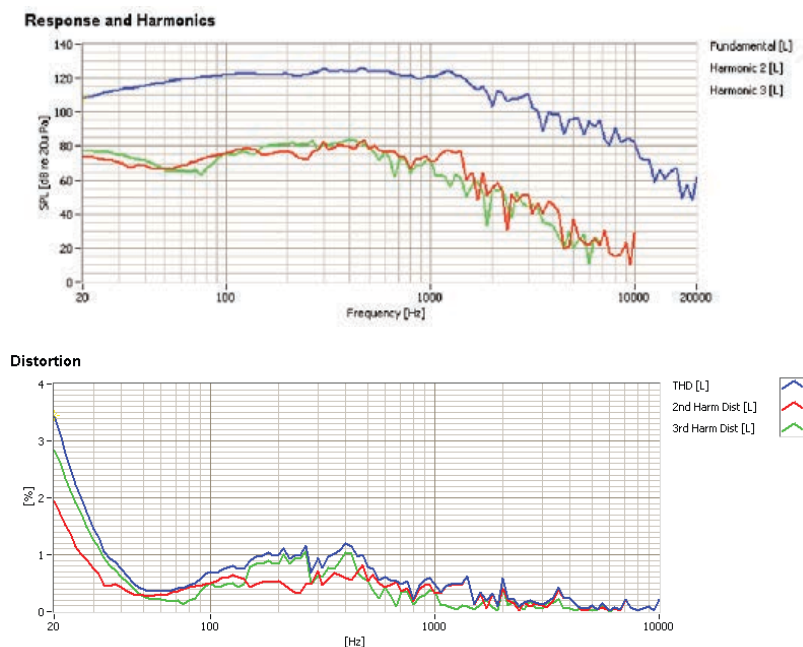 Response and Harmonics
140
120
100
80
60
40
20
0
SPL [dB re 20u Pa]
20
100
1000
10000
20000
Frequency [Hz]
Fundamental [L]
Harmonic 2 [L]
Harmonic 3 [L]
Distortion
4
3
2
1
0
[%]
20
100
1000
10000
[Hz]
THD [L]
2nd Harm Dist [L]
3rd Harm Dist [L]